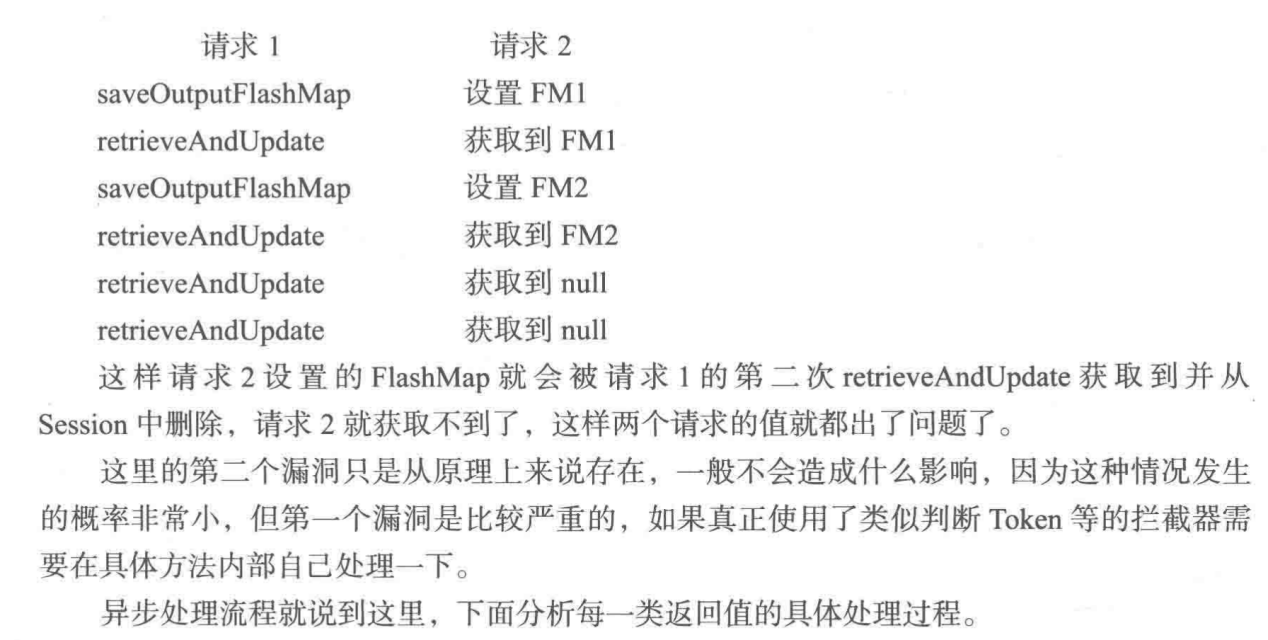 请求 1 请求 2
saveOutputFlashMap 设置 FM1
retrieveAndUpdate 获取到 FM1
saveOutputFlashMap 设置 FM2
retrieveAndUpdate 获取到 FM2
retrieveAndUpdate 获取到 null
retrieveAndUpdate 获取到 null
这样请求 2 设置的 FlashMap 就会被请求 1 的第二次 retrieveAndUpdate 获取到并从
Session 中删除，请求 2 就获取不到了，这样两个请求的值就都出了问题了。
这里的第二个漏洞只是从原理上来说存在，一般不会造成什么影响，因为这种情况发生
的概率非常小，但第一个漏洞是比较严重的，如果真正使用了类似判断 Token 等的拦截器需
要在具体方法内部自己处理一下。
异步处理流程就说到这里，下面分析每一类返回值的具体处理过程。